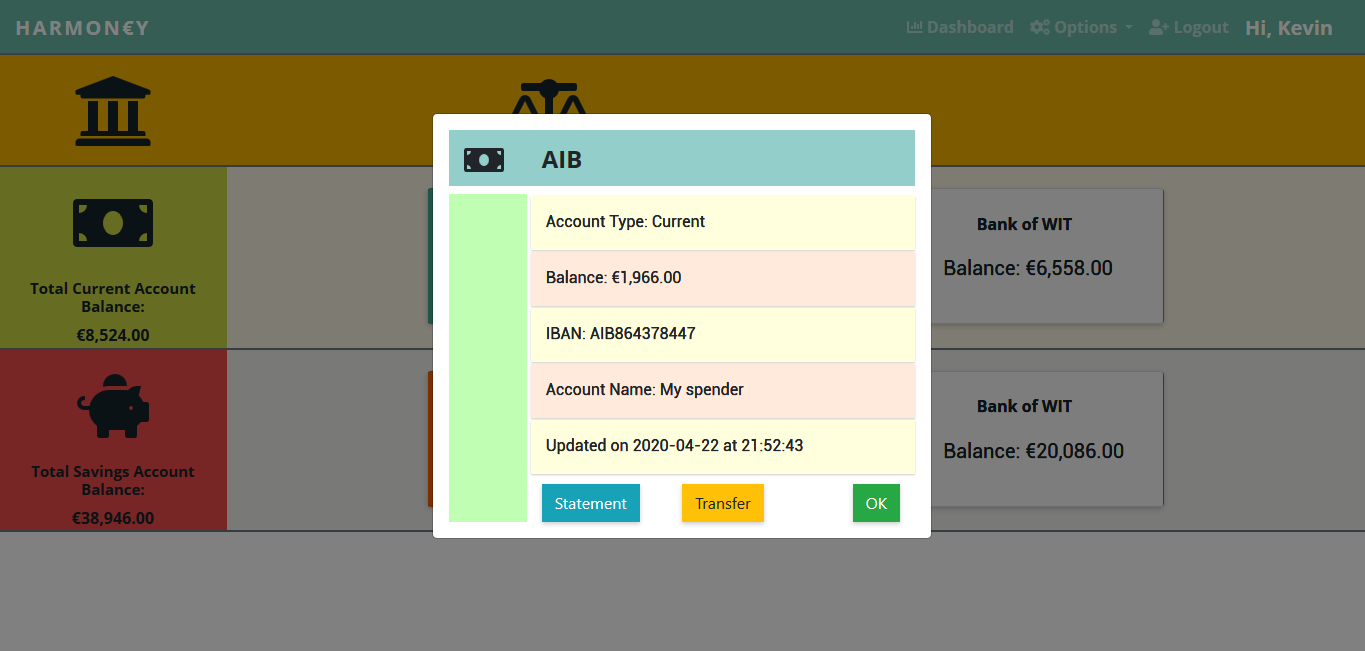 HARMON€Y
Dashboard
Options
Logout
Hi, Kevin
AIB
Account Type: Current
Balance: €1,966.00
IBAN: AIB864378447
Account Name: My spender
Updated on 2020-04-22 at 21:52:43
Statement
Transfer
OK
Total Current Account
Balance:
€8,524.00
Bank of WIT
Balance: €6,558.00
Total Savings Account
Balance:
€38,946.00
Bank of WIT
Balance: €20,086.00